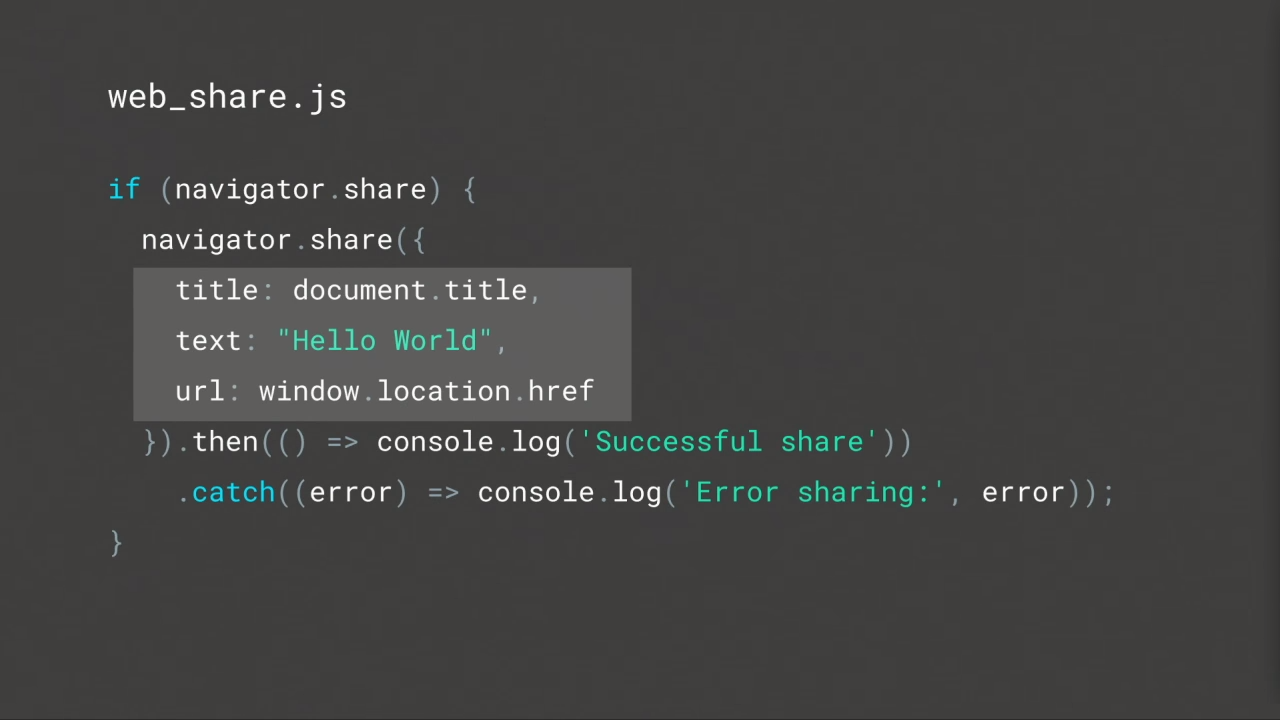 web_share.js
if (navigator.share) {
  navigator.share({
    title: document.title,
    text: "Hello World",
    url: window.location.href
  }).then(() => console.log('Successful share'))
    .catch((error) => console.log('Error sharing:', error));
}